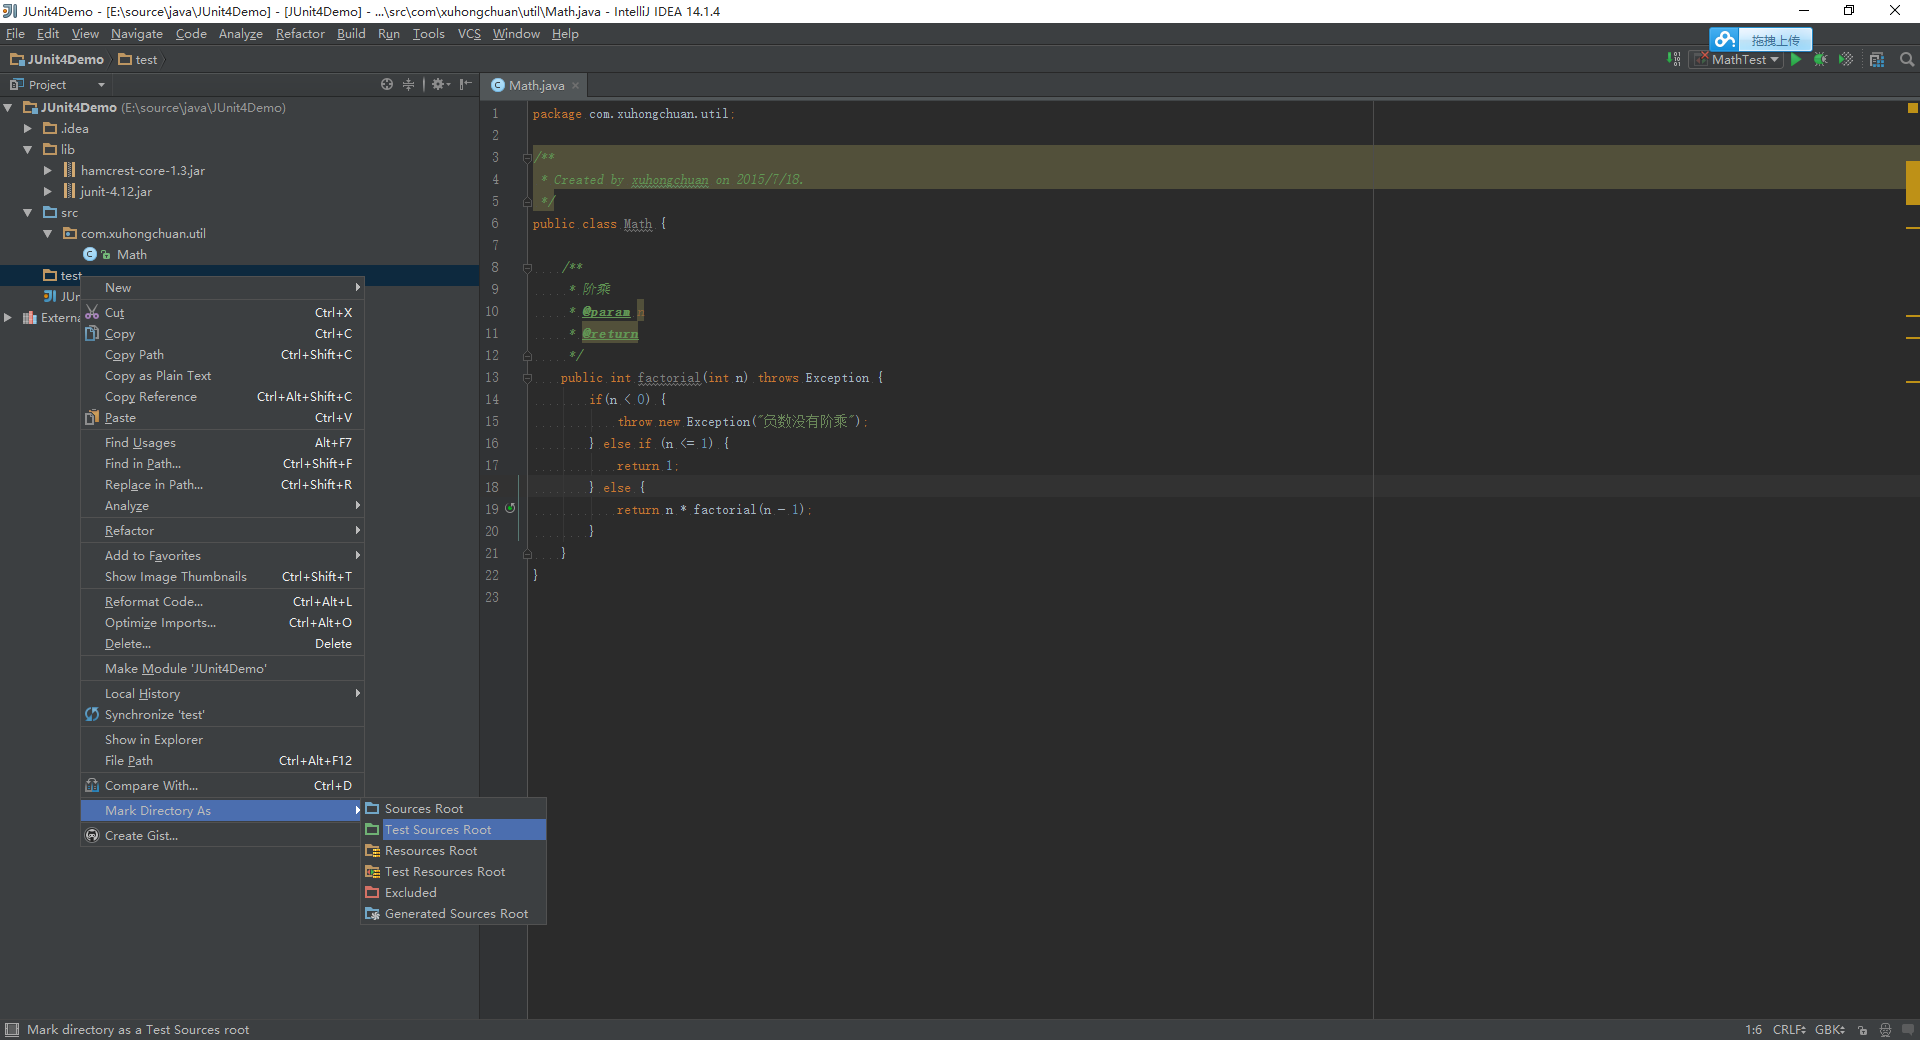 JUnit4Demo - [E:\source\java\JUnit4Demo] - [JUnit4Demo] - ...\src\com\xuhongchuan\util\Math.java - IntelliJ IDEA 14.1.4
File Edit View Navigate Code Analyze Refactor Build Run Tools VCS Window Help
拖拽上传
JUnit4Demo test
MathTest
Project
Math.java
JUnit4Demo (E:\source\java\JUnit4Demo)
.idea
lib
hamcrest-core-1.3.jar
junit-4.12.jar
src
com.xuhongchuan.util
Math
test
JUn
Externa
New
Cut Ctrl+X
Copy Ctrl+C
Copy Path Ctrl+Shift+C
Copy as Plain Text
Copy Reference Ctrl+Alt+Shift+C
Paste Ctrl+V
Find Usages Alt+F7
Find in Path... Ctrl+Shift+F
Replace in Path... Ctrl+Shift+R
Analyze
Refactor
Add to Favorites
Show Image Thumbnails Ctrl+Shift+T
Reformat Code... Ctrl+Alt+L
Optimize Imports... Ctrl+Alt+O
Delete... Delete
Make Module 'JUnit4Demo'
Local History
Synchronize 'test'
Show in Explorer
File Path Ctrl+Alt+F12
Compare With... Ctrl+D
Mark Directory As
Create Gist...
Sources Root
Test Sources Root
Resources Root
Test Resources Root
Excluded
Generated Sources Root
1 package com.xuhongchuan.util;
2
3 /**
4 * Created by xuhongchuan on 2015/7/18.
5 */
6 public class Math {
7
8 /**
9 * 阶乘
10 * @param n
11 * @return
12 */
13 public int factorial(int n) throws Exception {
14 if(n < 0) {
15 throw new Exception("负数没有阶乘");
16 } else if (n <= 1) {
17 return 1;
18 } else {
19 return n * factorial(n - 1);
20 }
21 }
22 }
23
Mark directory as a Test Sources root
1:6 CRLF GBK